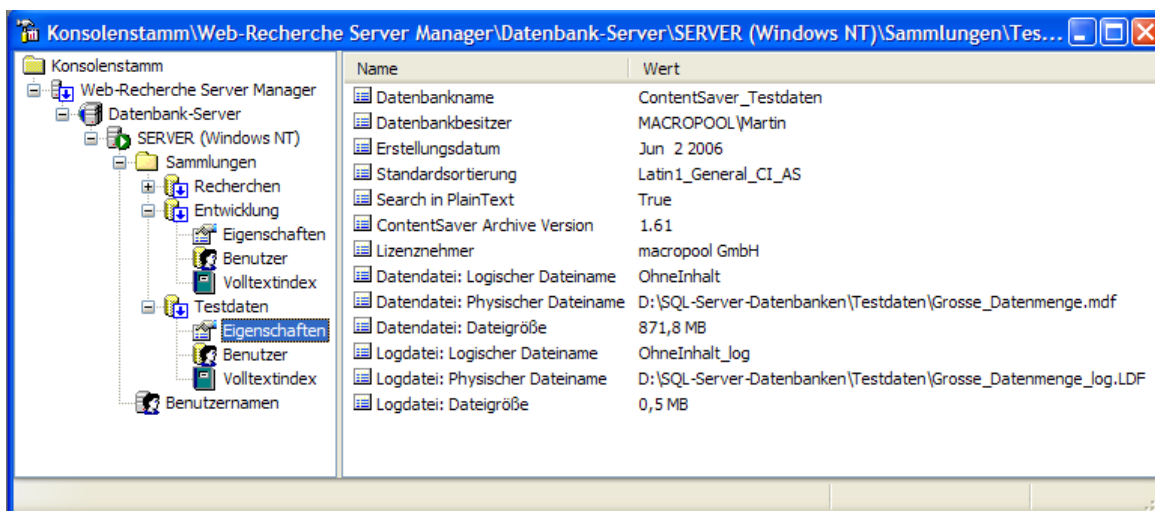 Konsolenstamm\Web-Recherche Server Manager\Datenbank-Server\SERVER (Windows NT)\Sammlungen\Tes...
Konsolenstamm
Web-Recherche Server Manager
Datenbank-Server
SERVER (Windows NT)
Sammlungen
Recherchen
Entwicklung
Eigenschaften
Benutzer
Volltextindex
Testdaten
Eigenschaften
Benutzer
Volltextindex
Benutzernamen
Name Wert
Datenbankname ContentSaver_Testdaten
Datenbankbesitzer MACROPOOL\Martin
Erstellungsdatum Jun 2 2006
Standardsortierung Latin1_General_CI_AS
Search in PlainText True
ContentSaver Archive Version 1.61
Lizenznehmer macropool GmbH
Datendatei: Logischer Dateiname OhneInhalt
Datendatei: Physischer Dateiname D:\SQL-Server-Datenbanken\Testdaten\Grosse_Datenmenge.mdf
Datendatei: Dateigröße 871,8 MB
Logdatei: Logischer Dateiname OhneInhalt_log
Logdatei: Physischer Dateiname D:\SQL-Server-Datenbanken\Testdaten\Grosse_Datenmenge_log.LDF
Logdatei: Dateigröße 0,5 MB